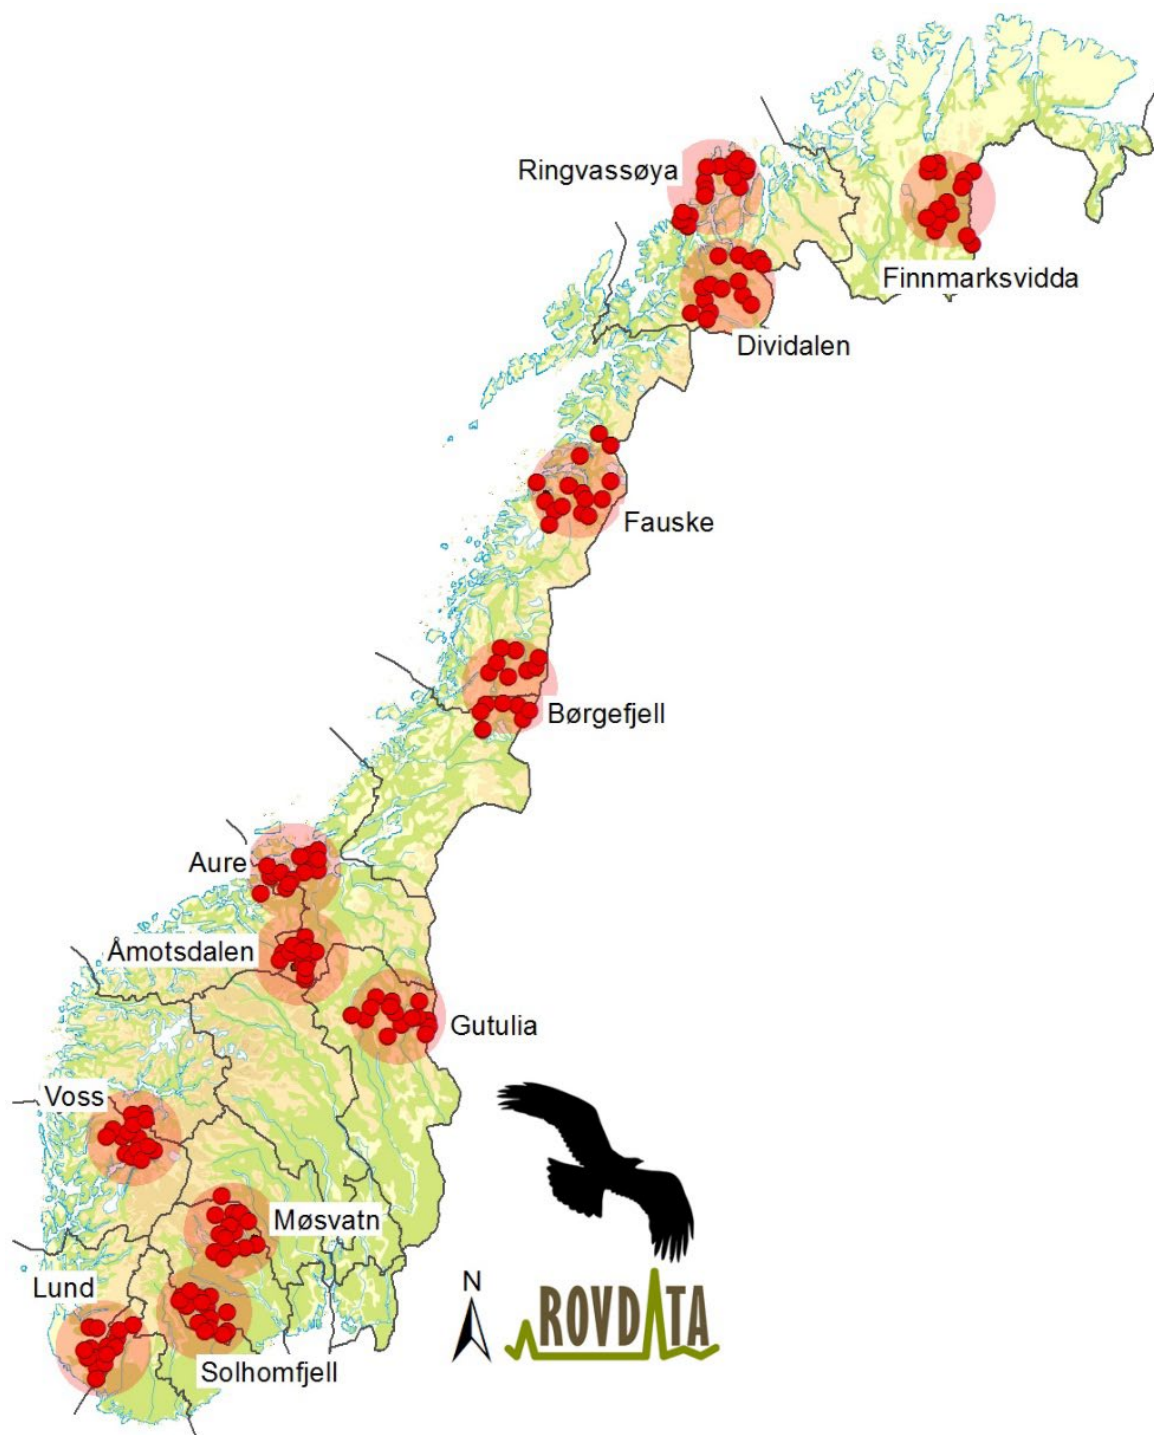 Ringvassøya
Finnmarksvidda
Dividalen
Fauske
Børgefjell
Aure
Åmotsdalen
Gutulia
Voss
Møsvatn
Lund
N
ROVDATA
Solhomfjell